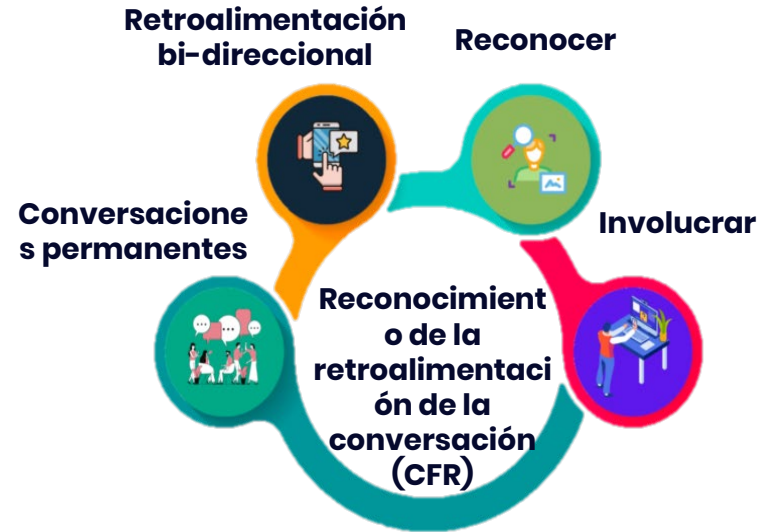 Retroalimentación
bi-direccional
Reconocer
Conversacione
s permanentes
Involucrar
Reconocimient
o de la
retroalimentaci
ón de la
conversación
(CFR)